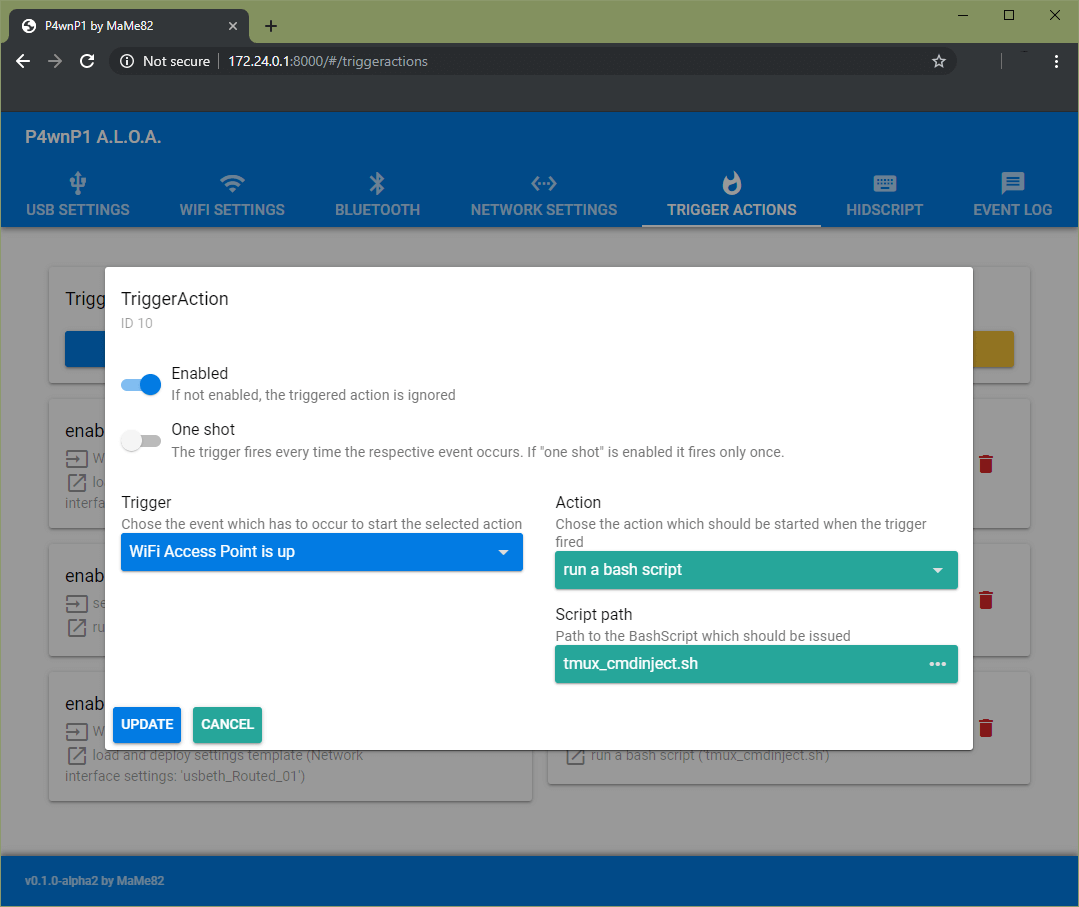 P4wnP1 by MaMe82
Not secure
172.24.0.1:8000/#/triggeractions
P4wnP1 A.L.O.A.
USB SETTINGS
WIFI SETTINGS
BLUETOOTH
NETWORK SETTINGS
TRIGGER ACTIONS
HIDSCRIPT
EVENT LOG
TriggerAction
ID 10
Enabled
If not enabled, the triggered action is ignored
One shot
The trigger fires every time the respective event occurs. If "one shot" is enabled it fires only once.
Trigger
Chose the event which has to occur to start the selected action
WiFi Access Point is up
Action
Chose the action which should be started when the trigger
fired
run a bash script
Script path
Path to the BashScript which should be issued
tmux_cmdinject.sh
UPDATE
CANCEL
Trigg
enab
W
lo
interfa
enab
se
ru
enab
W
load and deploy settings template (Network
interface settings: 'usbeth_Routed_01')
run a bash script ('tmux_cmdinject.sh')
v0.1.0-alpha2 by MaMe82